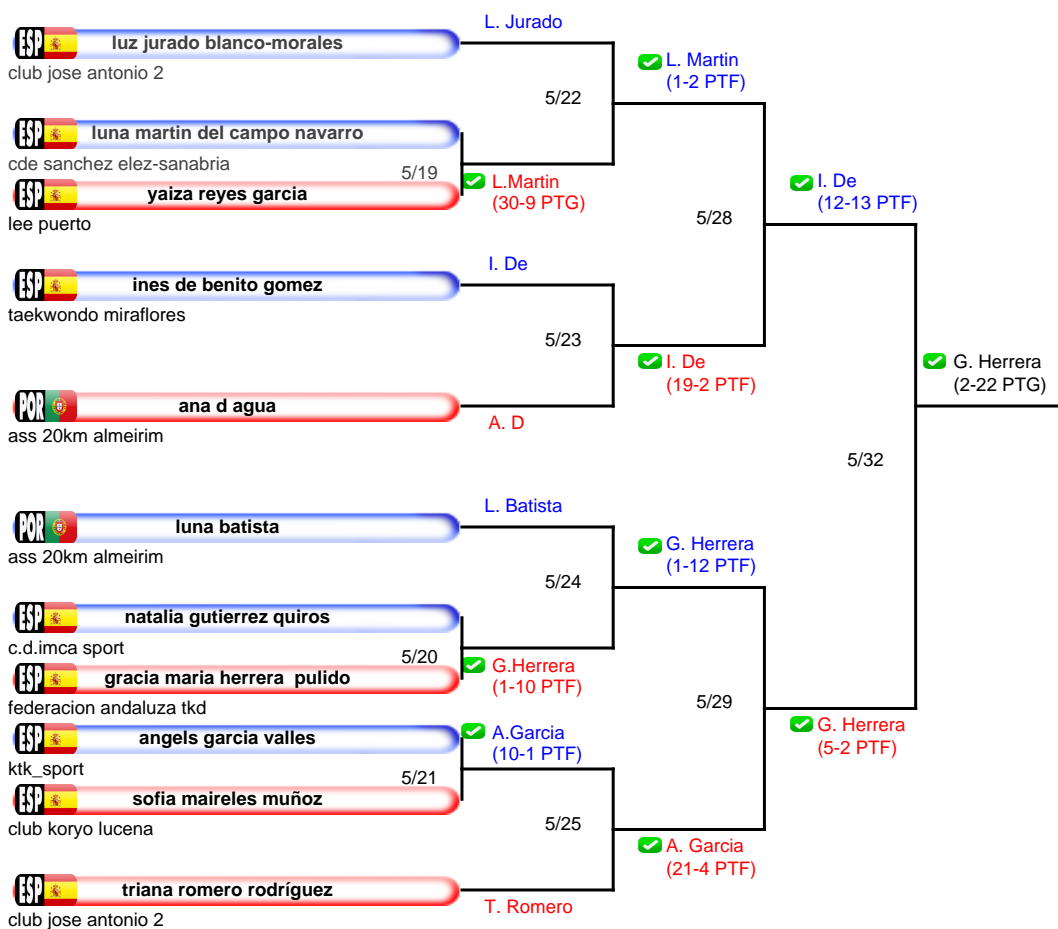 L. Jurado
ESP luz jurado blanco-morales
club jose antonio 2
L. Martin
(1-2 PTF)
5/22
ESP luna martin del campo navarro
cde sanchez elez-sanabria
5/19
L.Martin
(30-9 PTG)
ESP yaiza reyes garcia
lee puerto
I. De
(12-13 PTF)
5/28
I. De
ESP ines de benito gomez
taekwondo miraflores
5/23
I. De
(19-2 PTF)
G. Herrera
(2-22 PTG)
POR ana d agua
ass 20km almeirim
A. D
5/32
L. Batista
POR luna batista
ass 20km almeirim
G. Herrera
(1-12 PTF)
5/24
ESP natalia gutierrez quiros
c.d.imca sport
5/20
G.Herrera
(1-10 PTF)
ESP gracia maria herrera  pulido
federacion andaluza tkd
5/29
G. Herrera
(5-2 PTF)
ESP angels garcia valles
ktk_sport
A.Garcia
(10-1 PTF)
5/21
ESP sofia maireles muñoz
club koryo lucena
5/25
A. Garcia
(21-4 PTF)
ESP triana romero rodríguez
club jose antonio 2
T. Romero